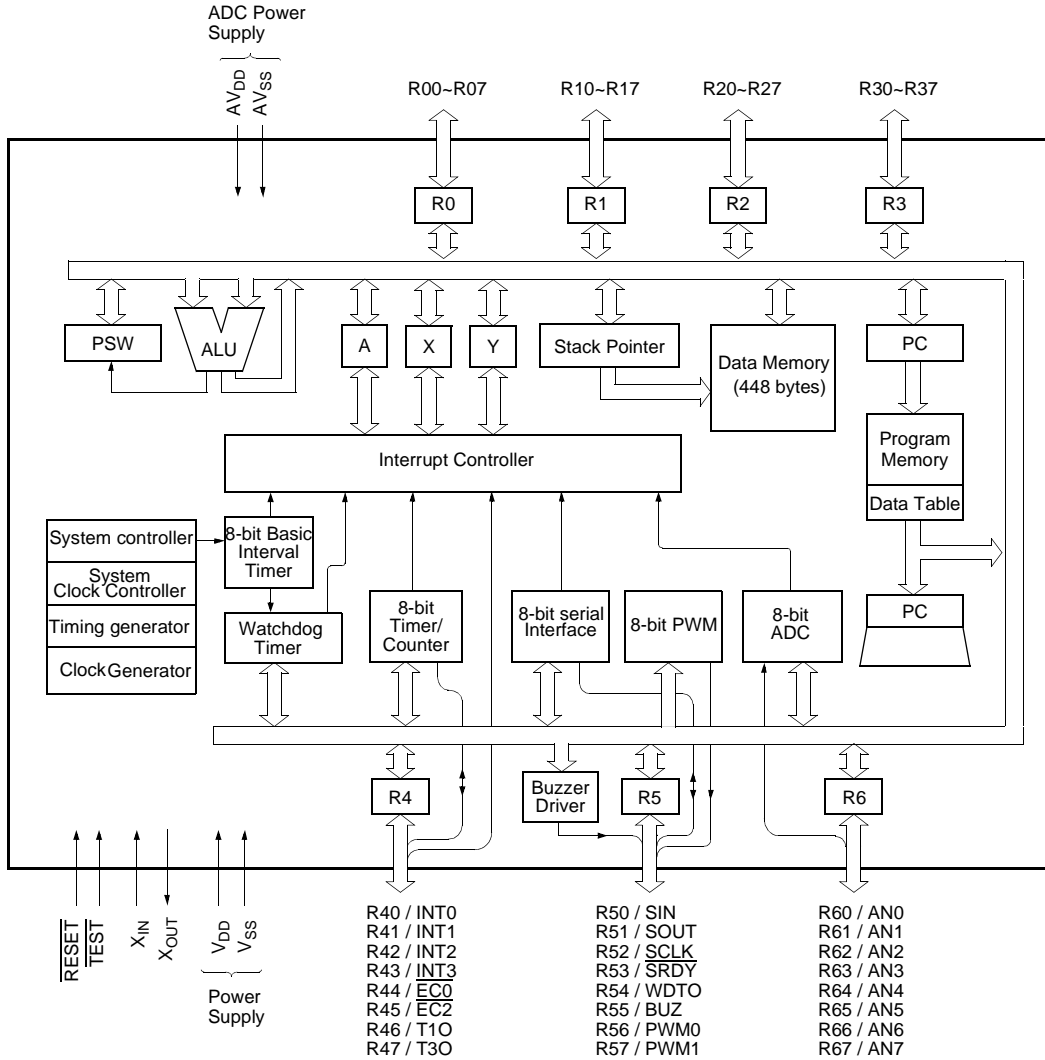 ADC Power
Supply
AVDD
AVSS
R00~R07
R10~R17
R20~R27
R30~R37
R0
R1
R2
R3
PSW
ALU
A
X
Y
Stack Pointer
Data Memory
(448 bytes)
PC
Interrupt Controller
Program
Memory
Data Table
System controller
System
Clock Controller
Timing generator
Clock Generator
8-bit Basic
Interval
Timer
Watchdog
Timer
8-bit
Timer/
Counter
8-bit serial
Interface
8-bit PWM
8-bit
ADC
PC
R4
Buzzer
Driver
R5
R6
RESET
TEST
XIN
XOUT
VDD
VSS
Power
Supply
R40 / INT0
R41 / INT1
R42 / INT2
R43 / INT3
R44 / EC0
R45 / EC2
R46 / T1O
R47 / T3O
R50 / SIN
R51 / SOUT
R52 / SCLK
R53 / SRDY
R54 / WDTO
R55 / BUZ
R56 / PWM0
R57 / PWM1
R60 / AN0
R61 / AN1
R62 / AN2
R63 / AN3
R64 / AN4
R65 / AN5
R66 / AN6
R67 / AN7